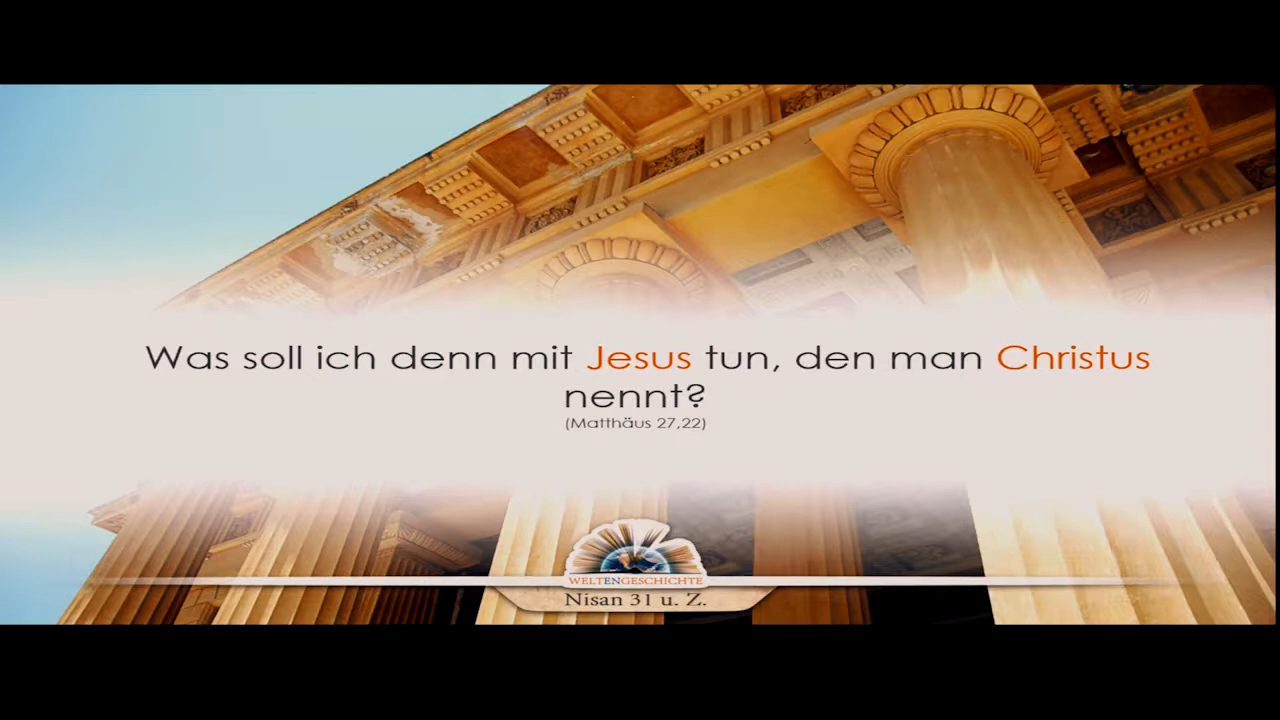 Was soll ich denn mit Jesus tun, den man Christus
nennt?
(Matthäus 27,22)
WELTENGESCHICHTE
Nisan 31 u. Z.